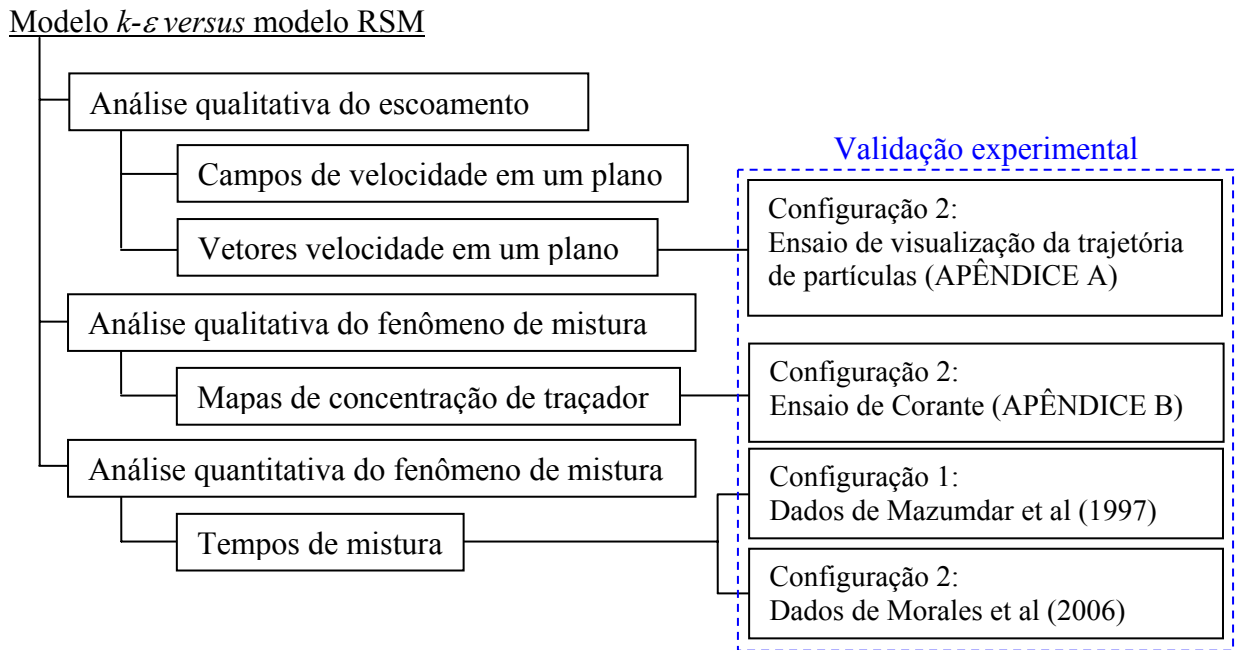 Modelo k-ε versus modelo RSM
Análise qualitativa do escoamento
Campos de velocidade em um plano
Vetores velocidade em um plano
Análise qualitativa do fenômeno de mistura
Mapas de concentração de traçador
Análise quantitativa do fenômeno de mistura
Tempos de mistura
Validação experimental
Configuração 2:
Ensaio de visualização da trajetória
de partículas (APÊNDICE A)
Configuração 2:
Ensaio de Corante (APÊNDICE B)
Configuração 1:
Dados de Mazumdar et al (1997)
Configuração 2:
Dados de Morales et al (2006)